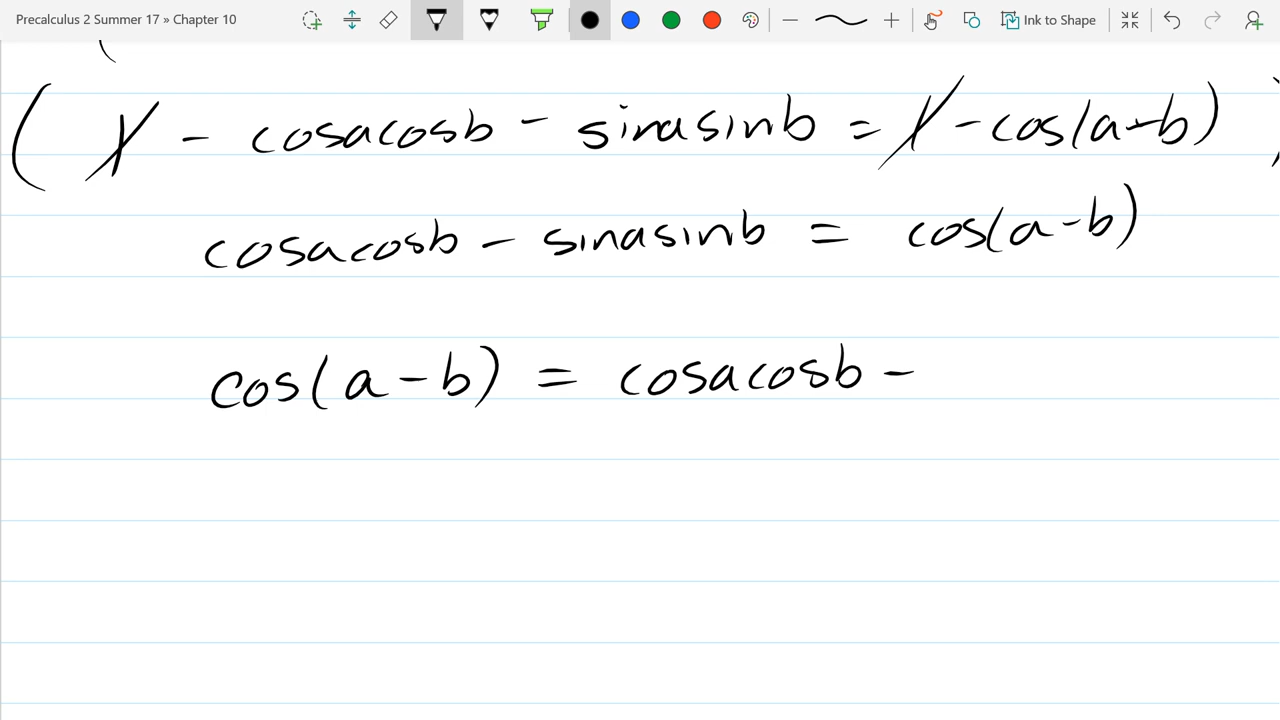 Precalculus 2 Summer 17 » Chapter 10 Ink to Shape
( 1 - cosacosb - sinasinb = 1 - cos(a-b) )
cosacosb - sinasinb = cos(a-b)
cos(a-b) = cosacosb -